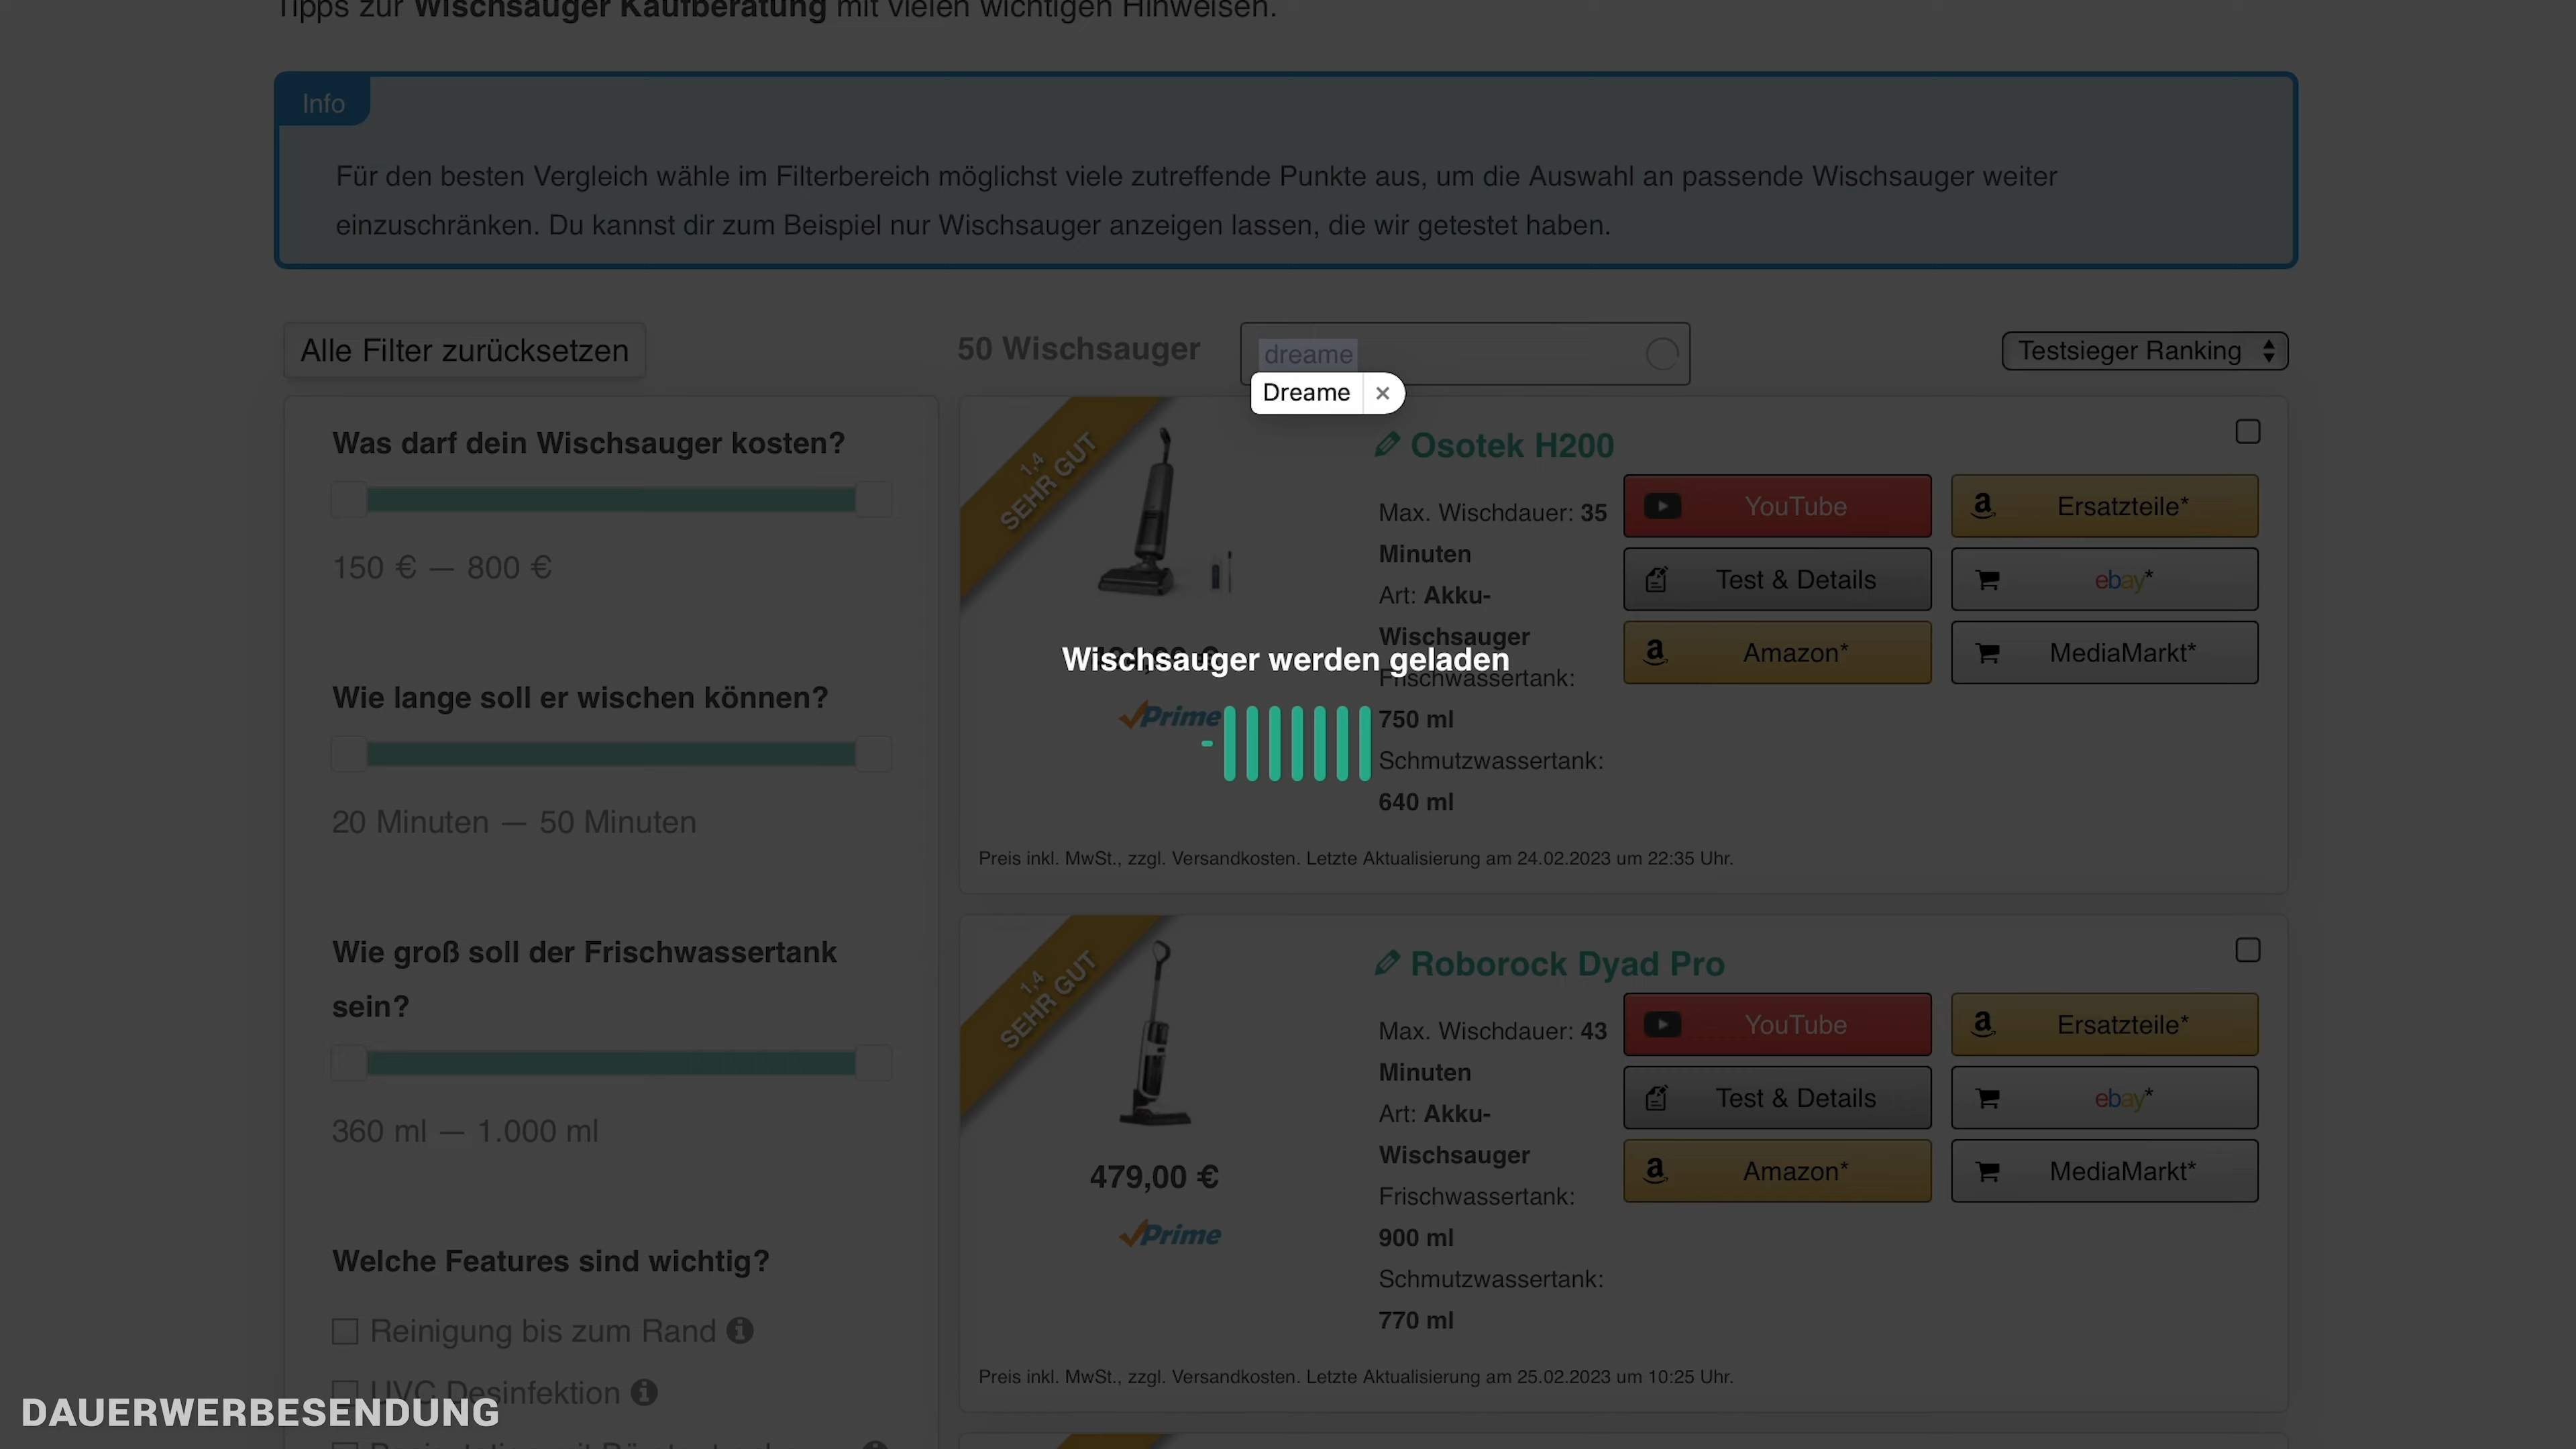 Tipps zur Wischsauger Kaufberatung mit vielen wichtigen Hinweisen.
Info
Für den besten Vergleich wähle im Filterbereich möglichst viele zutreffende Punkte aus, um die Auswahl an passende Wischsauger weiter
einzuschränken. Du kannst dir zum Beispiel nur Wischsauger anzeigen lassen, die wir getestet haben.
Alle Filter zurücksetzen
50 Wischsauger
dreame
Testsieger Ranking
Dreame ×
Was darf dein Wischsauger kosten?
150 € — 800 €
Wie lange soll er wischen können?
20 Minuten — 50 Minuten
Wie groß soll der Frischwassertank
sein?
360 ml — 1.000 ml
Welche Features sind wichtig?
Reinigung bis zum Rand
UVC Desinfektion
1,4
SEHR GUT
Osotek H200
Max. Wischdauer: 35
Minuten
Art: Akku-
Wischsauger
Frischwassertank:
750 ml
Schmutzwassertank:
640 ml
YouTube
Ersatzteile*
Test & Details
ebay*
Amazon*
MediaMarkt*
Prime
Wischsauger werden geladen
Preis inkl. MwSt., zzgl. Versandkosten. Letzte Aktualisierung am 24.02.2023 um 22:35 Uhr.
1,4
SEHR GUT
Roborock Dyad Pro
479,00 €
Prime
Max. Wischdauer: 43
Minuten
Art: Akku-
Wischsauger
Frischwassertank:
900 ml
Schmutzwassertank:
770 ml
YouTube
Ersatzteile*
Test & Details
ebay*
Amazon*
MediaMarkt*
Preis inkl. MwSt., zzgl. Versandkosten. Letzte Aktualisierung am 25.02.2023 um 10:25 Uhr.
DAUERWERBESENDUNG